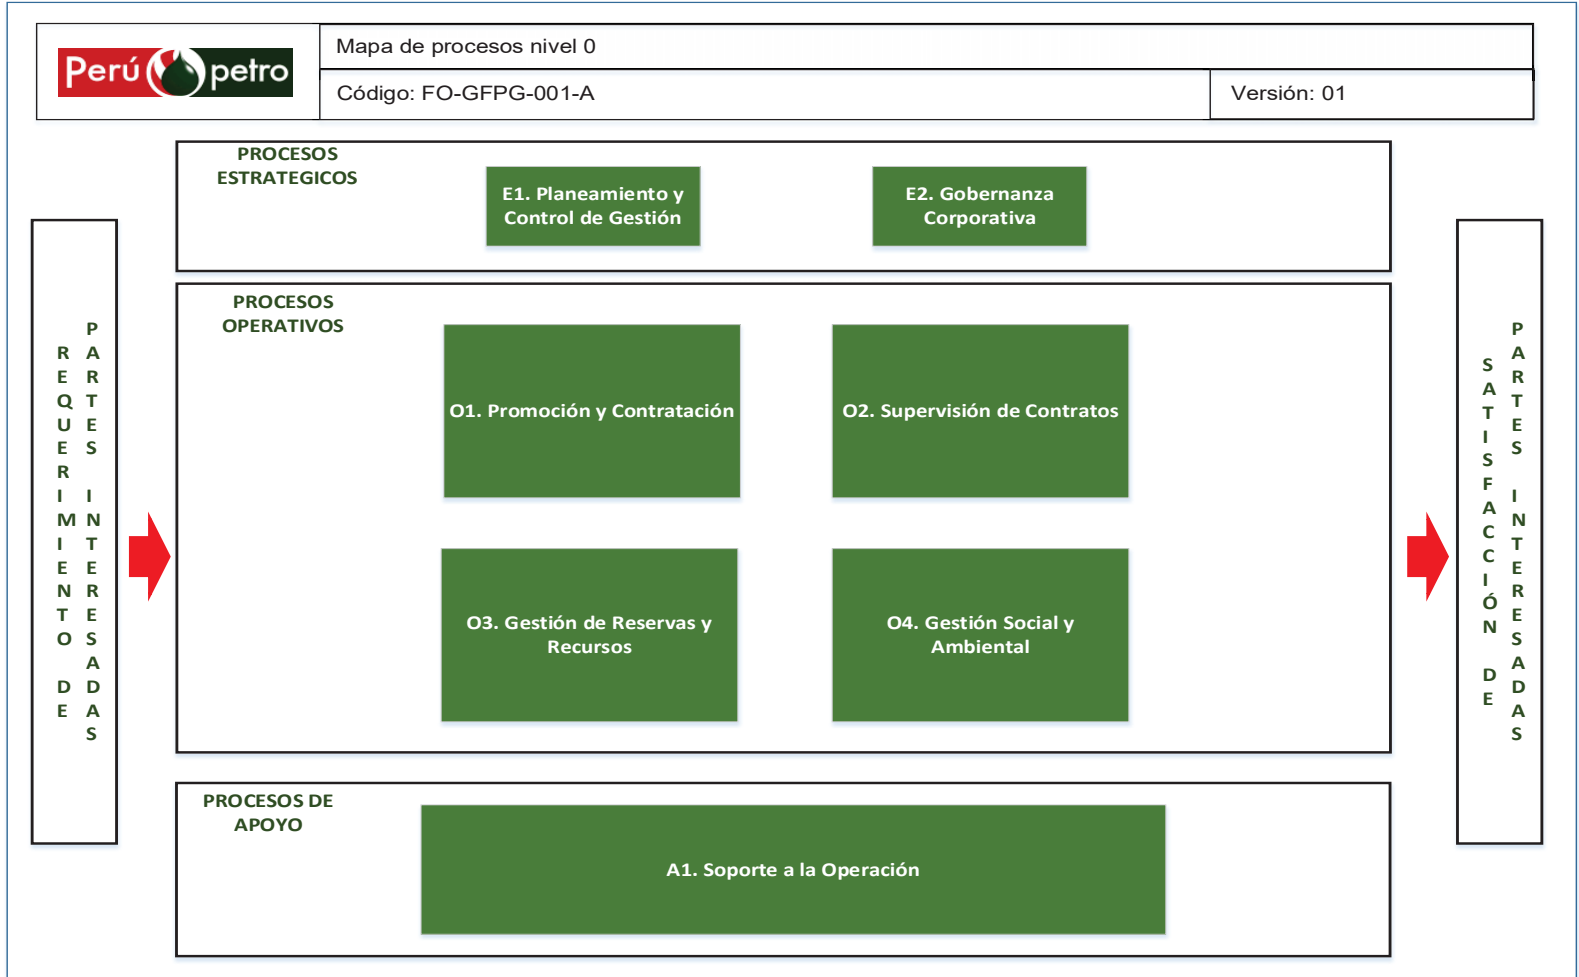 Perú petro
Mapa de procesos nivel 0
Código: FO-GFPG-001-A
Versión: 01
PROCESOS
ESTRATEGICOS
E1. Planeamiento y
Control de Gestión
E2. Gobernanza
Corporativa
REQUERIMIENTO DE
PARTES INTERESADAS
PROCESOS
OPERATIVOS
O1. Promoción y Contratación
O2. Supervisión de Contratos
O3. Gestión de Reservas y
Recursos
O4. Gestión Social y
Ambiental
PROCESOS DE
APOYO
A1. Soporte a la Operación
SATISFACCIÓN DE
PARTES INTERESADAS